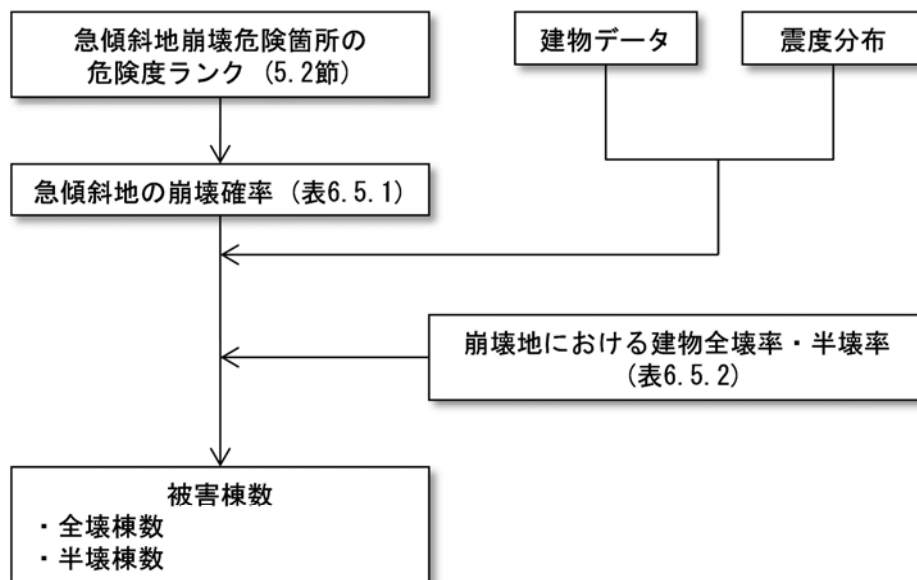 急傾斜地崩壊危険箇所の
危険度ランク (5.2節)
建物データ
震度分布
急傾斜地の崩壊確率 (表6.5.1)
崩壊地における建物全壊率・半壊率
(表6.5.2)
被害棟数
・全壊棟数
・半壊棟数